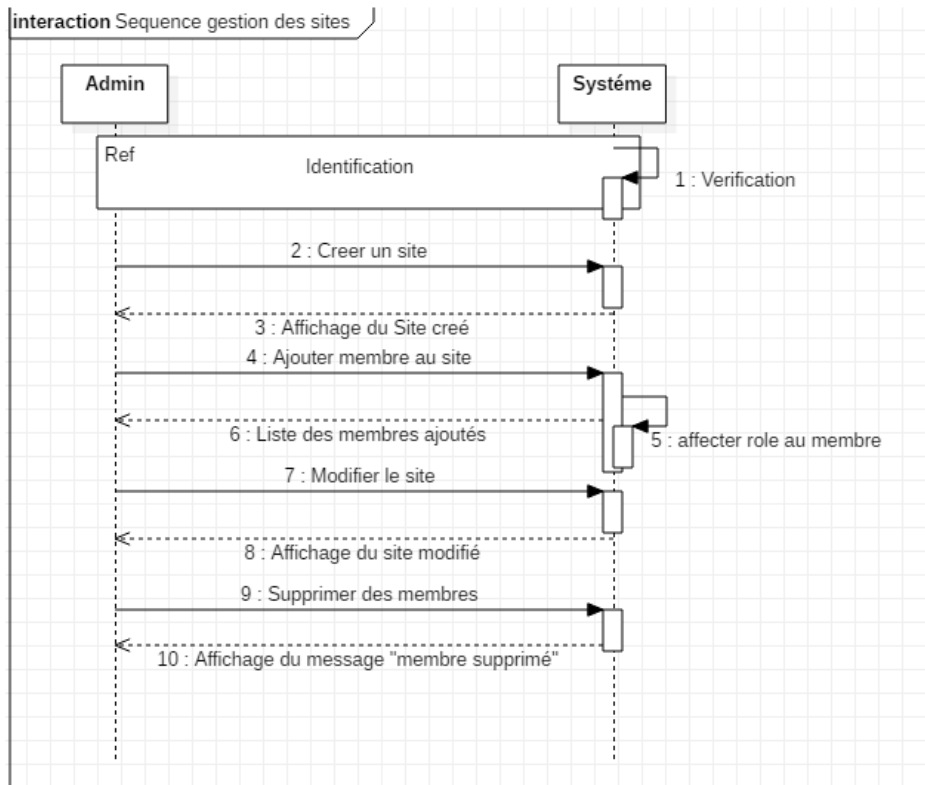 interaction Sequence gestion des sites
Admin
Systéme
Ref
Identification
1 : Verification
2 : Creer un site
3 : Affichage du Site creé
4 : Ajouter membre au site
5 : affecter role au membre
6 : Liste des membres ajoutés
7 : Modifier le site
8 : Affichage du site modifié
9 : Supprimer des membres
10 : Affichage du message "membre supprimé"